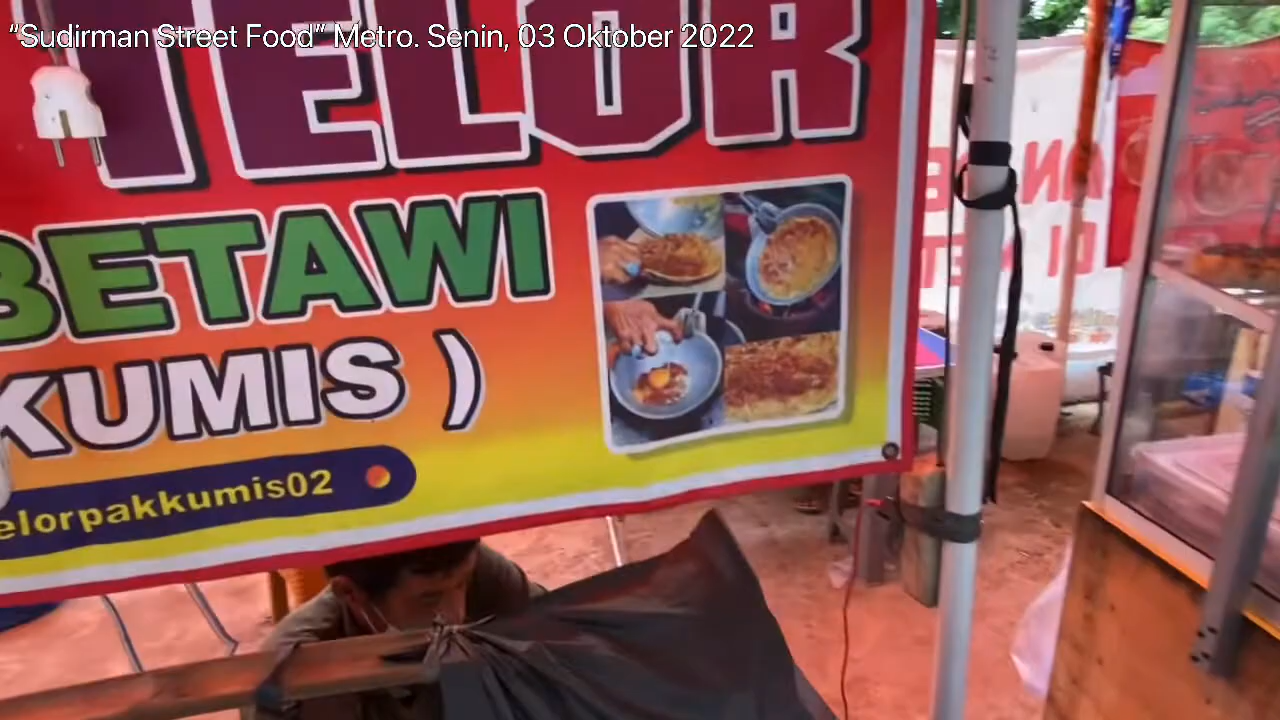 “Sudirman Street Food” Metro. Senin, 03 Oktober 2022
TELOR
BETAWI
KUMIS )
elorpakkumis02